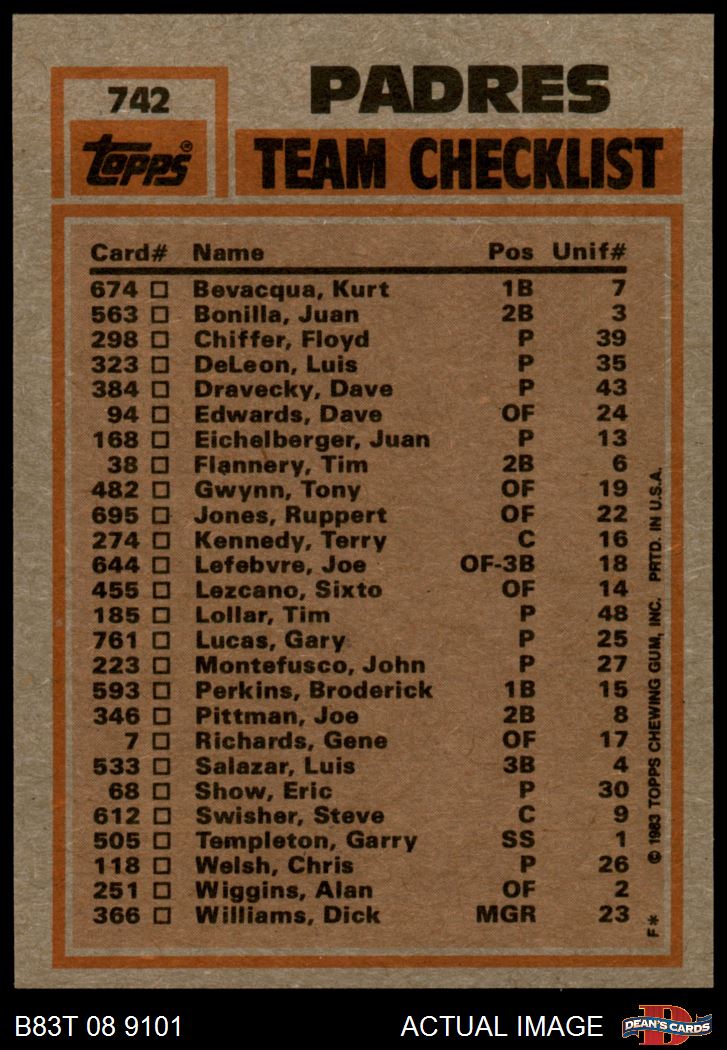 742
PADRES
Topps®
TEAM CHECKLIST
Card# Name Pos Unif#
674 □ Bevacqua, Kurt 1B 7
563 □ Bonilla, Juan 2B 3
298 □ Chiffer, Floyd P 39
323 □ DeLeon, Luis P 35
384 □ Dravecky, Dave P 43
94 □ Edwards, Dave OF 24
168 □ Eichelberger, Juan P 13
38 □ Flannery, Tim 2B 6
482 □ Gwynn, Tony OF 19
695 □ Jones, Ruppert OF 22
274 □ Kennedy, Terry C 16
644 □ Lefebvre, Joe OF-3B 18
455 □ Lezcano, Sixto OF 14
185 □ Lollar, Tim P 48
761 □ Lucas, Gary P 25
223 □ Montefusco, John P 27
593 □ Perkins, Broderick 1B 15
346 □ Pittman, Joe 2B 8
7 □ Richards, Gene OF 17
533 □ Salazar, Luis 3B 4
68 □ Show, Eric P 30
612 □ Swisher, Steve C 9
505 □ Templeton, Garry SS 1
118 □ Welsh, Chris P 26
251 □ Wiggins, Alan OF 2
366 □ Williams, Dick MGR 23
F* © 1983 TOPPS CHEWING GUM, INC. PRTD. IN U.S.A.
B83T 08 9101 ACTUAL IMAGE
D
DEAN'S CARDS